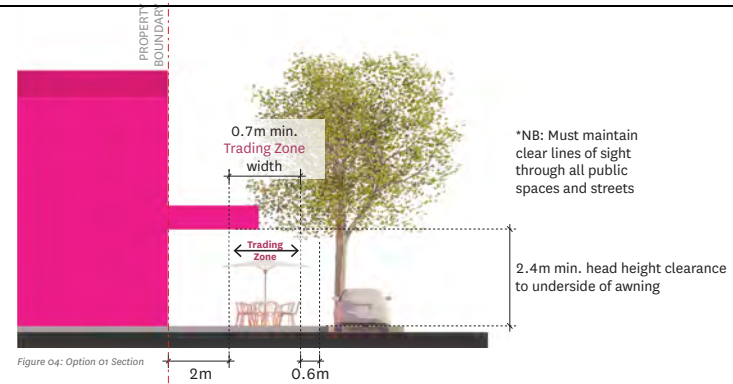 PROPERTY
BOUNDARY
0.7m min.
Trading Zone
width
*NB: Must maintain
clear lines of sight
through all public
spaces and streets
Trading
Zone
2.4m min. head height clearance
to underside of awning
Figure 04: Option 01 Section
2m
0.6m